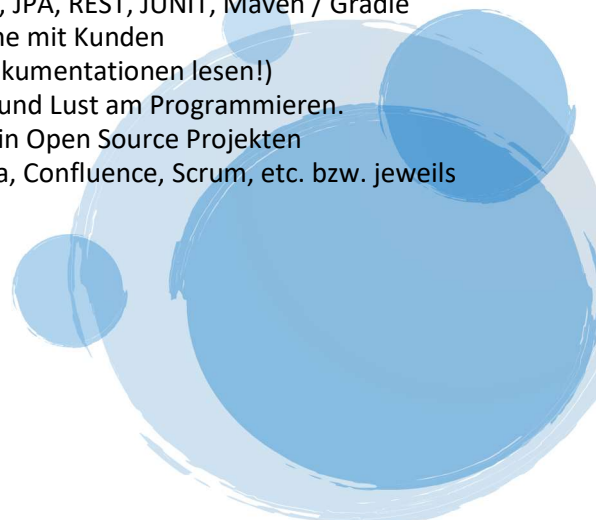 , JPA, REST, JUNIT, Maven / Gradle
ne mit Kunden
okumentationen lesen!)
und Lust am Programmieren.
in Open Source Projekten
a, Confluence, Scrum, etc. bzw. jeweils